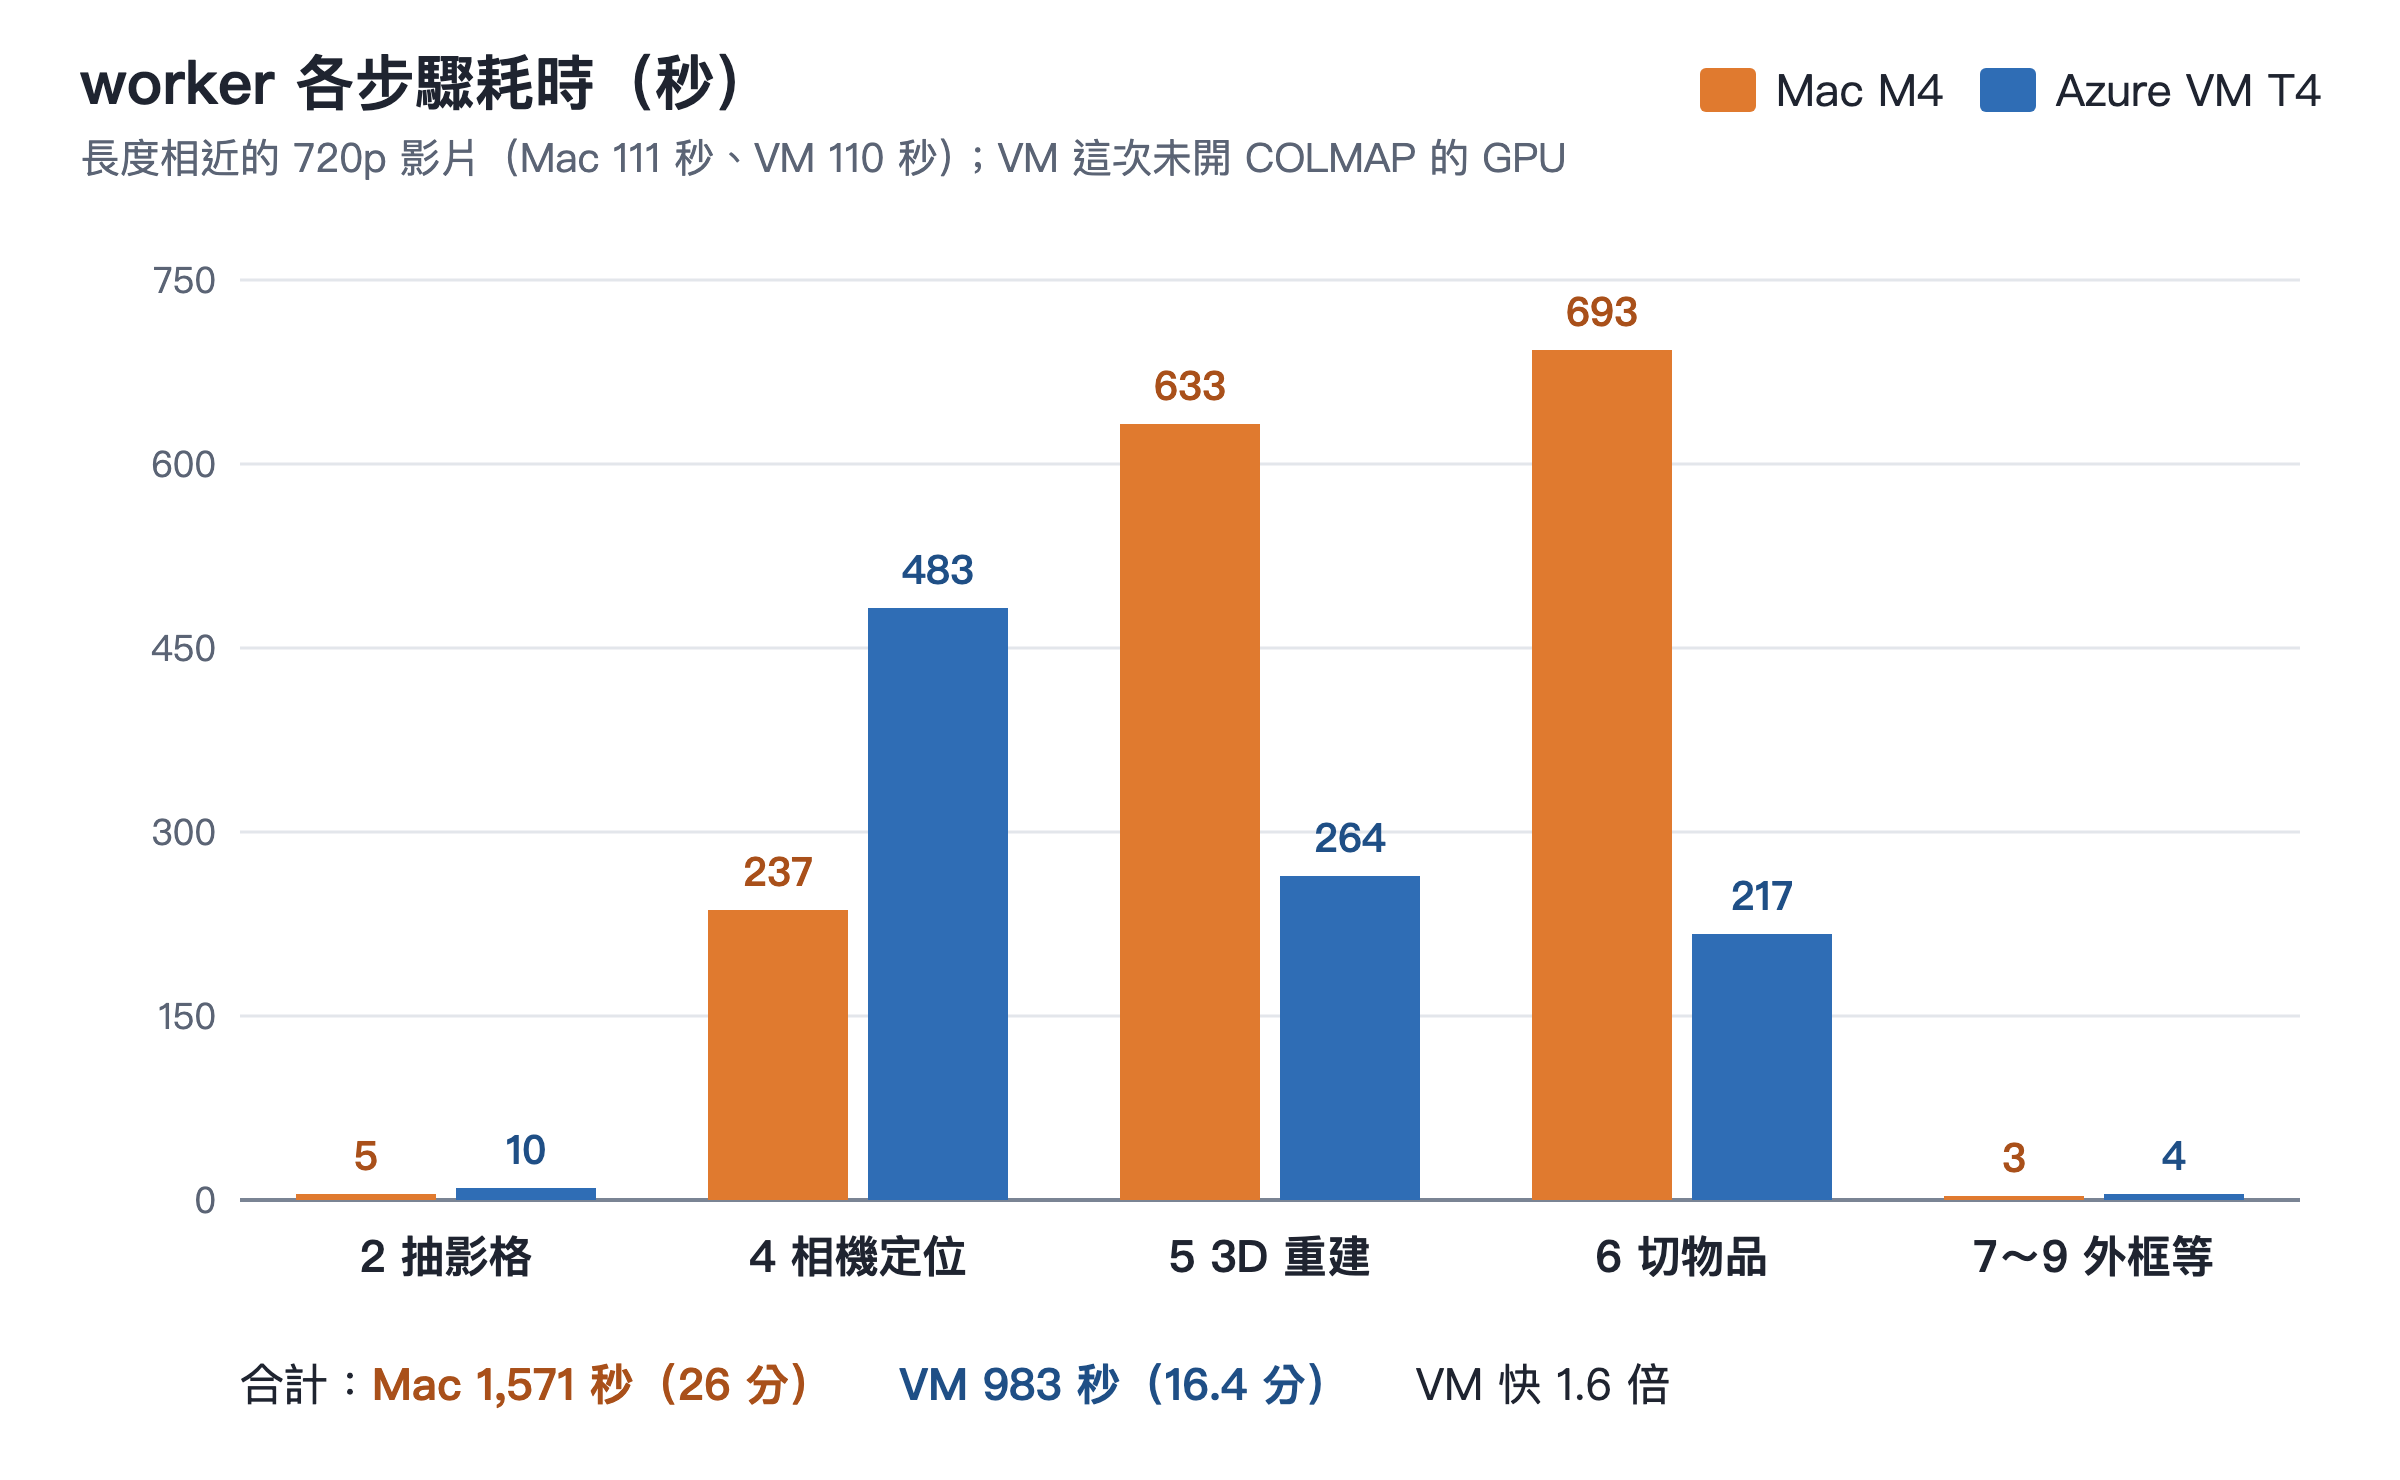 worker 各步驟耗時（秒）
Mac M4
Azure VM T4
長度相近的 720p 影片（Mac 111 秒、VM 110 秒）；VM 這次未開 COLMAP 的 GPU
750
600
450
300
150
0
5
10
237
483
633
264
693
217
3
4
2 抽影格
4 相機定位
5 3D 重建
6 切物品
7～9 外框等
合計：Mac 1,571 秒（26 分） VM 983 秒（16.4 分） VM 快 1.6 倍